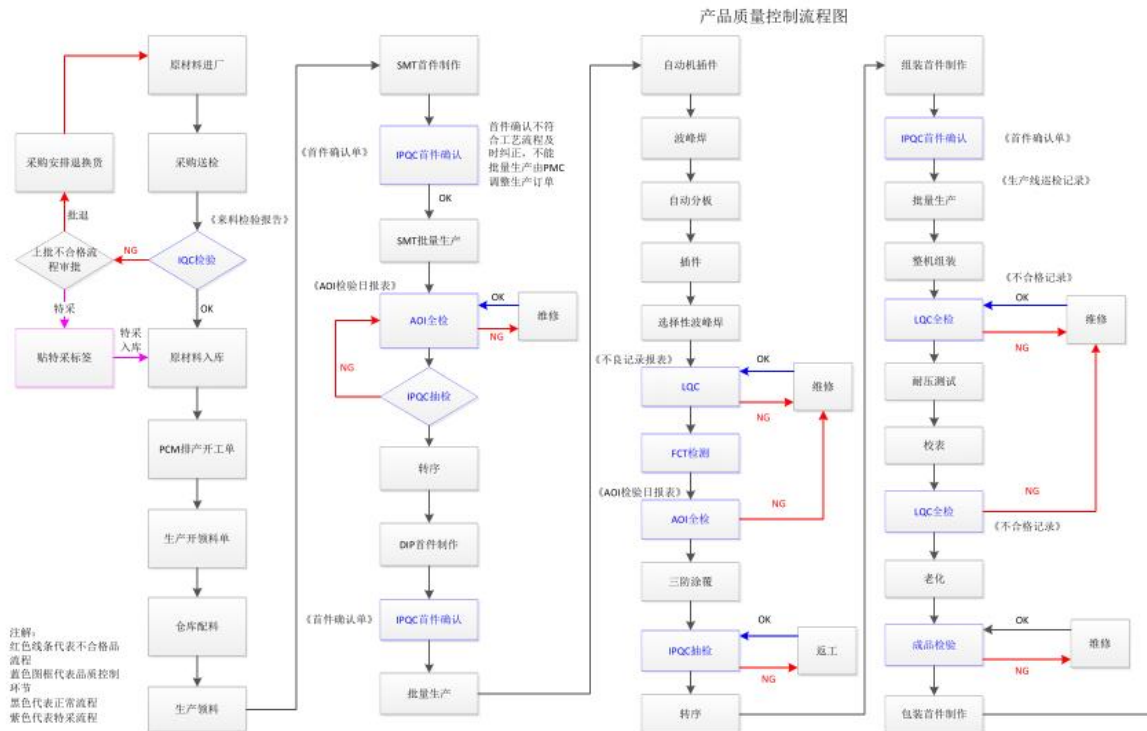 产品质量控制流程图
原材料进厂
采购安排退换货
采购送检
批退
《来料检验报告》
上批不合格流
程审批
NG
IQC检验
特采
OK
贴特采标签
特采
入库
原材料入库
PCM排产开工单
生产开领料单
仓库配料
生产领料
注解:
红色线条代表不合格品
流程
蓝色图框代表品质控制
环节
黑色代表正常流程
紫色代表特采流程
SMT首件制作
《首件确认单》
IPQC首件确认
首件确认不符
合工艺流程及
时纠正，不能
批量生产由PMC
调整生产订单
OK
SMT批量生产
《AOI检验日报表》
AOI全检
OK
NG
维修
NG
IPQC抽检
转序
DIP首件制作
《首件确认单》
IPQC首件确认
批量生产
自动机插件
波峰焊
自动分板
插件
选择性波峰焊
《不良记录报表》
LQC
OK
NG
维修
FCT检测
《AOI检验日报表》
AOI全检
NG
三防涂覆
IPQC抽检
OK
NG
返工
转序
组装首件制作
IPQC首件确认
《首件确认单》
《生产线巡检记录》
批量生产
整机组装
《不合格记录》
LQC全检
OK
NG
维修
耐压测试
校表
LQC全检
NG
《不合格记录》
老化
成品检验
OK
NG
维修
包装首件制作